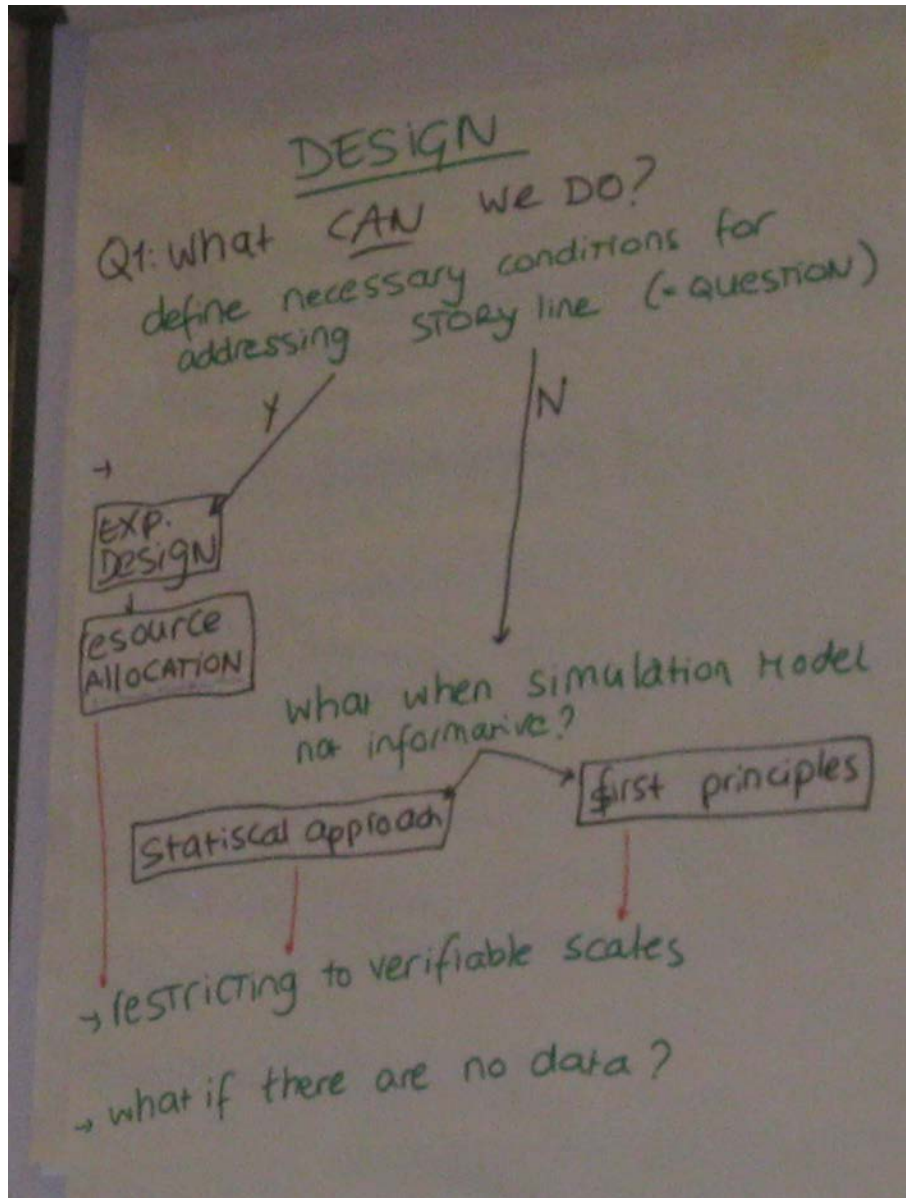 DESIGN
Q1: What CAN we DO?
define necessary conditions for
addressing STORY line (= QUESTION)
Y
N
EXP.
DESIGN
esource
ALLOCATION
what when simulation Model
not informative?
Statiscal approach
first principles
→ restricting to verifiable scales
→ what if there are no data?